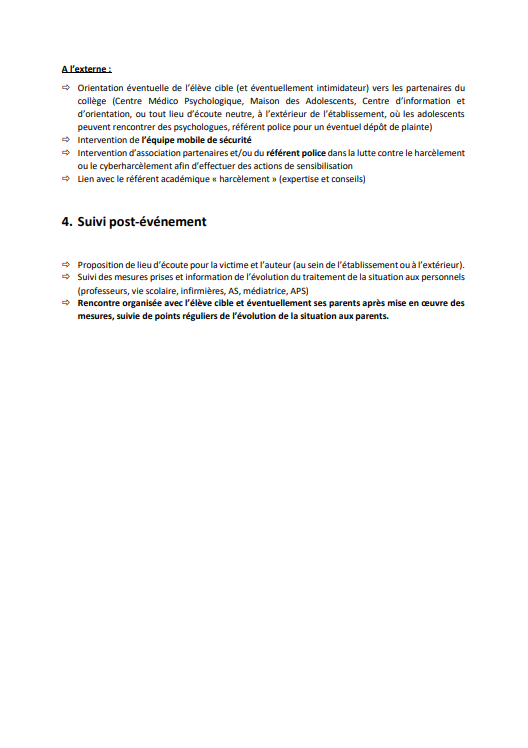 A l'externe :
⇨ Orientation éventuelle de l'élève cible (et éventuellement intimidateur) vers les partenaires du
collège (Centre Médico Psychologique, Maison des Adolescents, Centre d'information et
d'orientation, ou tout lieu d'écoute neutre, à l'extérieur de l'établissement, où les adolescents
peuvent rencontrer des psychologues, référent police pour un éventuel dépôt de plainte)
⇨ Intervention de l'équipe mobile de sécurité
⇨ Intervention d'association partenaires et/ou du référent police dans la lutte contre le harcèlement
ou le cyberharcèlement afin d'effectuer des actions de sensibilisation
⇨ Lien avec le référent académique « harcèlement » (expertise et conseils)
4. Suivi post-événement
⇨ Proposition de lieu d'écoute pour la victime et l'auteur (au sein de l'établissement ou à l'extérieur).
⇨ Suivi des mesures prises et information de l'évolution du traitement de la situation aux personnels
(professeurs, vie scolaire, infirmières, AS, médiatrice, APS)
⇨ Rencontre organisée avec l'élève cible et éventuellement ses parents après mise en œuvre des
mesures, suivie de points réguliers de l'évolution de la situation aux parents.